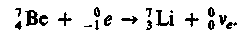 ⁷₄Be + ⁰₋₁e → ⁷₃Li + ⁰₀νₑ.